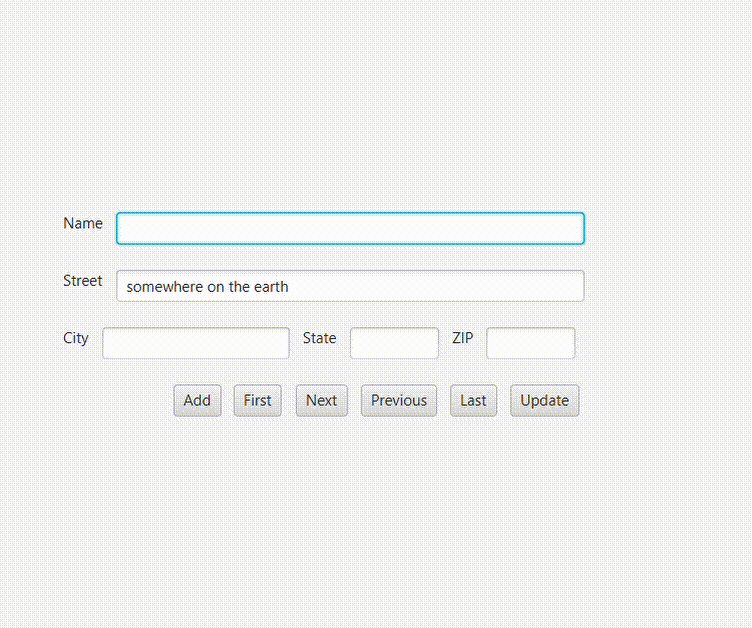 Name
Street somewhere on the earth
City State ZIP
Add First Next Previous Last Update